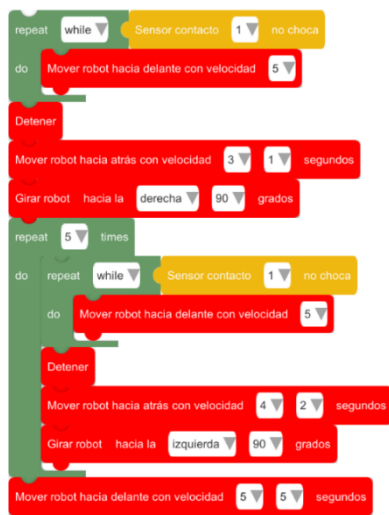 repeat while Sensor contacto 1 no choca
do Mover robot hacia delante con velocidad 5
Detener
Mover robot hacia atrás con velocidad 3 1 segundos
Girar robot hacia la derecha 90 grados
repeat 5 times
do repeat while Sensor contacto 1 no choca
do Mover robot hacia delante con velocidad 5
Detener
Mover robot hacia atrás con velocidad 4 2 segundos
Girar robot hacia la izquierda 90 grados
Mover robot hacia delante con velocidad 5 5 segundos